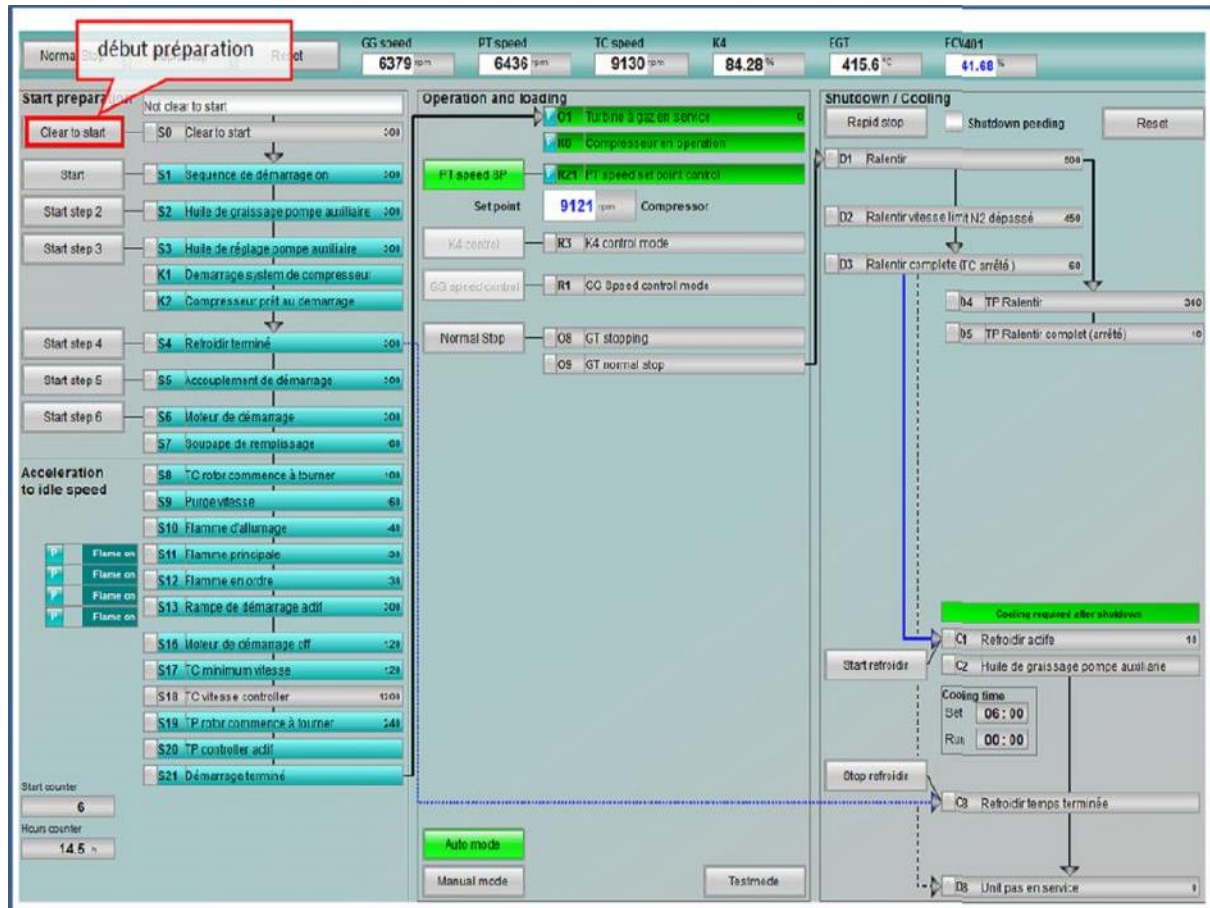 début préparation
GG speed
PT speed
TC speed
K4
EGT
FCV401
6379 rpm
6436 rpm
9130 rpm
84.28 %
415.6 °C
41.68 %
Start preparation
Not clear to start
Clear to start
S0 Clear to start
Start
S1 Sequence de démarrage on
Start step 2
S2 Huile de graissage pompe auxiliaire
Start step 3
S3 Huile de réglage pompe auxiliaire
K1 Demarrage system de compresseur
K2 Compresseur prêt au demarrage
Start step 4
S4 Refroidir terminé
Start step 5
S5 Accouplement de démarrage
Start step 6
S6 Moteur de démarrage
S7 Soupape de remplissage
Acceleration
to idle speed
S8 TC rotor commence à tourner
S9 Purge vitesse
S10 Flamme d'allumage
S11 Flamme principale
S12 Flamme en ordre
S13 Rampe de démarrage actif
Flame on
Flame on
Flame on
Flame on
S16 Moteur de démarage off
S17 TC minimum vitesse
S18 TC vitesse controller
S19 TP rotor commence à tourner
S20 TP controller actif
S21 Démarrage terminé
Start counter
6
Hours counter
14.5 h
Operation and loading
O1 Turbine à gaz en service
R0 Compresseur en operation
PT speed SP
R21 PT speed set point control
Set point
9121 rpm
Compressor
K4 control
R3 K4 control mode
GG speed control
R1 GG Speed control mode
Normal Stop
O8 GT stopping
O9 GT normal stop
Auto mode
Manual mode
Testmode
Shutdown / Cooling
Rapid stop
Shutdown pending
Reset
D1 Ralentir
D2 Ralentir vitesse limit N2 dépassé 450
D3 Ralentir complete (TC arrêté) 60
D4 TP Ralentir
D5 TP Ralentir complet (arrêté)
Cooling required after shutdown
C1 Refroidir actife
Start refroidir
C2 Huile de graissage pompe auxiliarie
Cooling time
Set 06:00
Run 00:00
Stop refroidir
C3 Refroidir temps terminée
D8 Unit pas en service